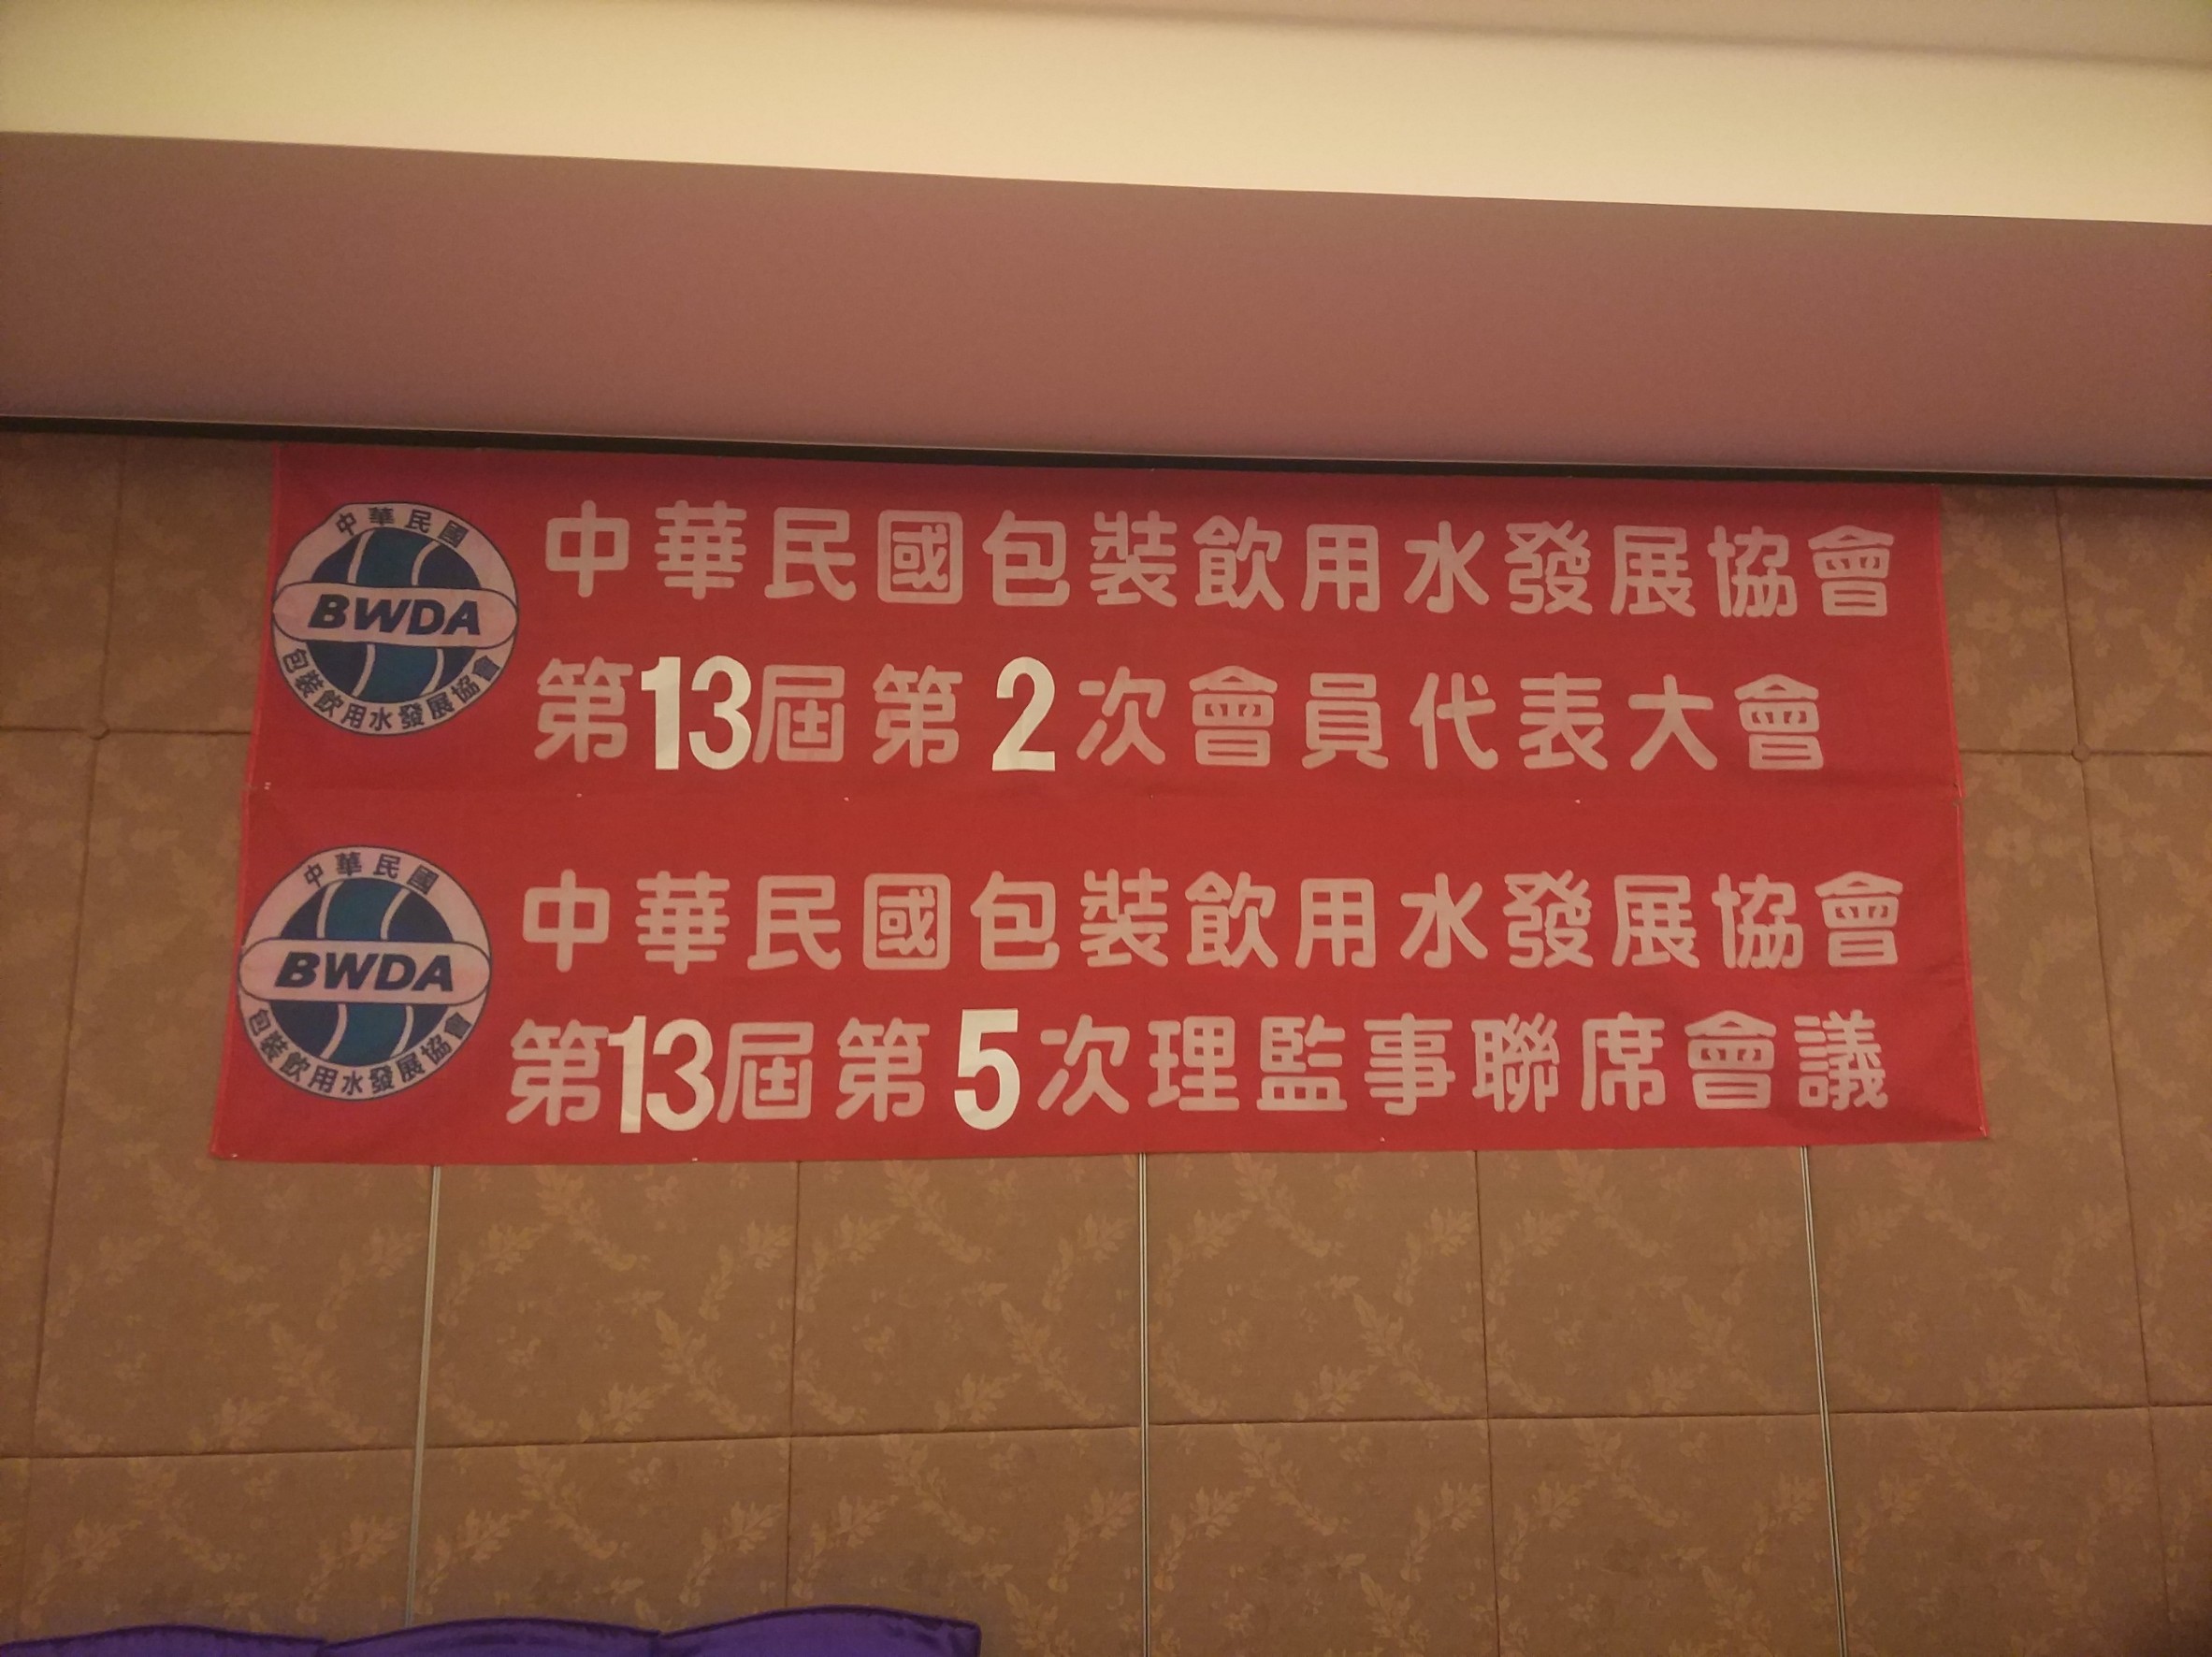 中華民國
BWDA
包裝飲用水發展協會
中華民國包裝飲用水發展協會
第13屆第2次會員代表大會
中華民國
BWDA
包裝飲用水發展協會
中華民國包裝飲用水發展協會
第13屆第5次理監事聯席會議